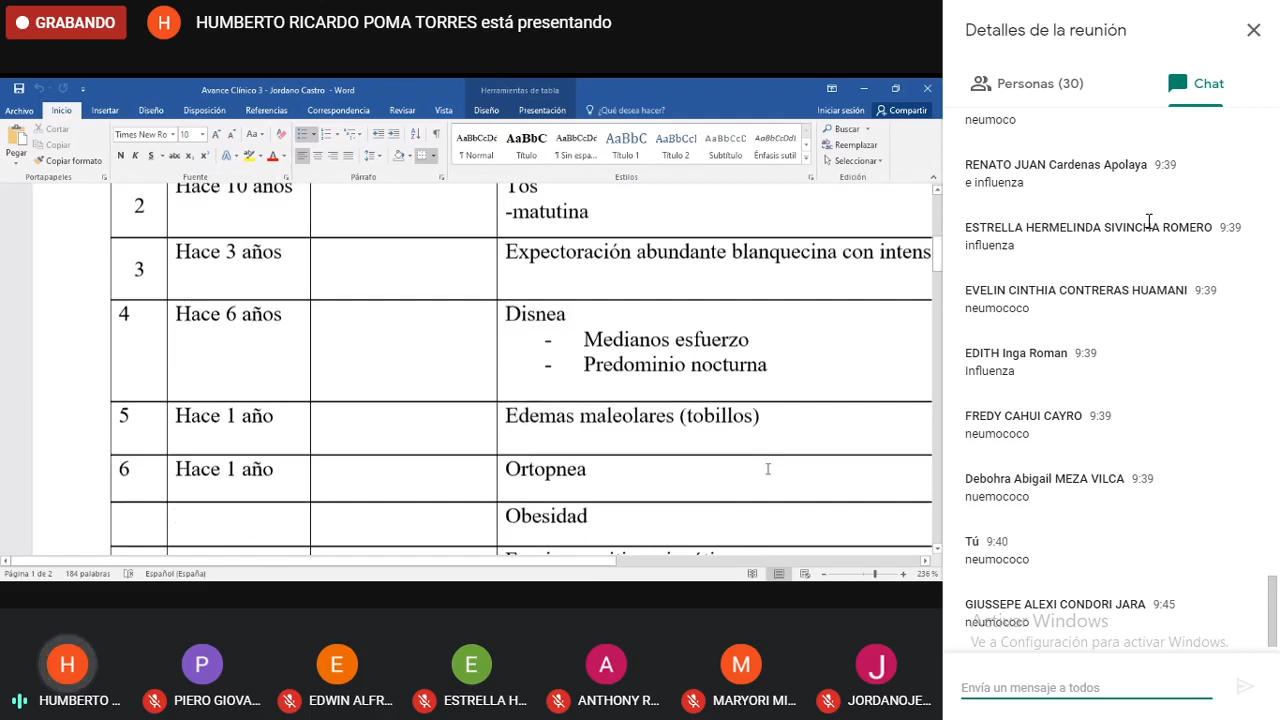 GRABANDO
H
HUMBERTO RICARDO POMA TORRES está presentando
Avance Clínico 3 - Jordano Castro - Word
Herramientas de tabla
Archivo Inicio Insertar Diseño Disposición Referencias Correspondencia Revisar Vista Diseño Presentación ¿Qué desea hacer? Iniciar sesión Compartir
Pegar
Cortar
Copiar
Copiar formato
Portapapeles
Times New Ro 10
N K S abc x₂ x²
Fuente
Párrafo
AaBbCcDc AaBbC AaBbCcDc AaBbC AaBbCcI AaBbCcD AaBbCcDc
¶ Normal Título ¶ Sin espa... Título 1 Título 2 Subtítulo Énfasis sutil
Estilos
Buscar
Reemplazar
Seleccionar
Edición
2 Hace 10 años Tos
-matutina
3 Hace 3 años Expectoración abundante blanquecina con intens
4 Hace 6 años Disnea
- Medianos esfuerzo
- Predominio nocturna
5 Hace 1 año Edemas maleolares (tobillos)
6 Hace 1 año Ortopnea
Obesidad
Página 1 de 2 184 palabras Español (España) 236 %
H P E E A M J
HUMBERTO ... PIERO GIOVA... EDWIN ALFR... ESTRELLA H... ANTHONY R... MARYORI MI... JORDANOJE...
Detalles de la reunión
Personas (30)
Chat
neumoco
RENATO JUAN Cardenas Apolaya 9:39
e influenza
ESTRELLA HERMELINDA SIVINCHA ROMERO 9:39
influenza
EVELIN CINTHIA CONTRERAS HUAMANI 9:39
neumococo
EDITH Inga Roman 9:39
Influenza
FREDY CAHUI CAYRO 9:39
neumococo
Debohra Abigail MEZA VILCA 9:39
nuemococo
Tú 9:40
neumococo
GIUSSEPE ALEXI CONDORI JARA 9:45
neumococo
Activar Windows
Ve a Configuración para activar Windows.
Envía un mensaje a todos